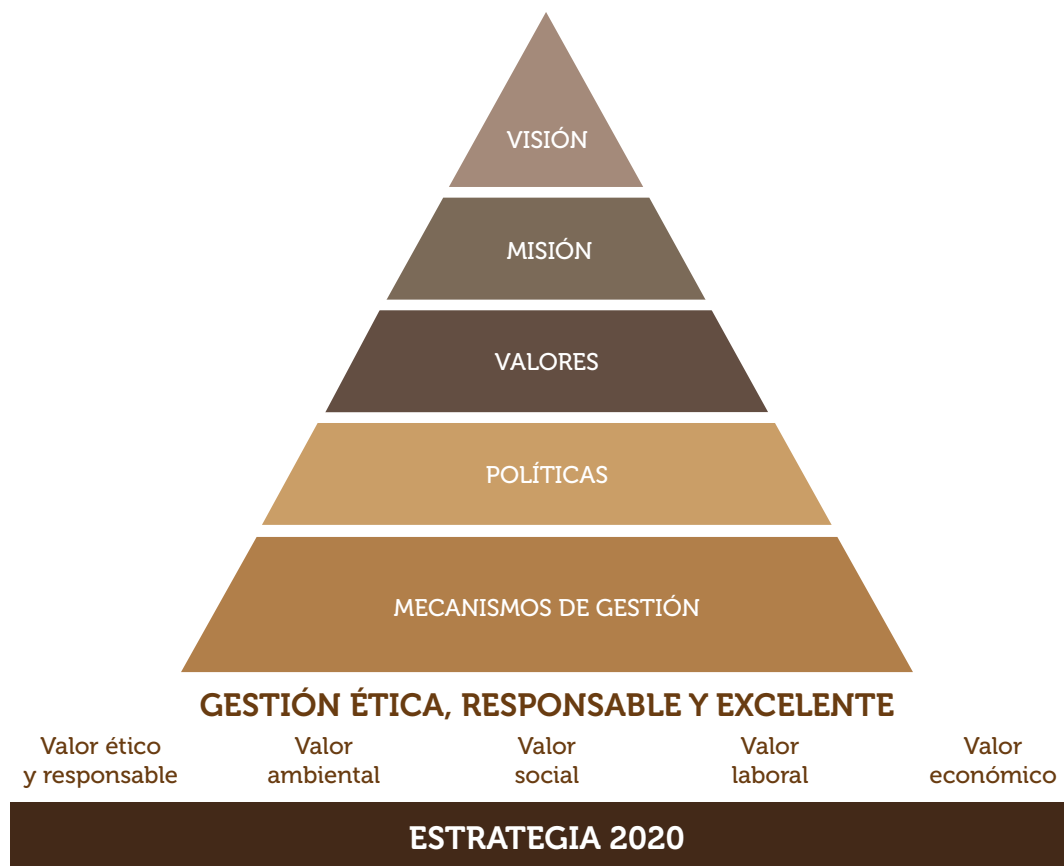 VISIÓN
MISIÓN
VALORES
POLÍTICAS
MECANISMOS DE GESTIÓN
GESTIÓN ÉTICA, RESPONSABLE Y EXCELENTE
Valor ético
y responsable
Valor
ambiental
Valor
social
Valor
laboral
Valor
económico
ESTRATEGIA 2020